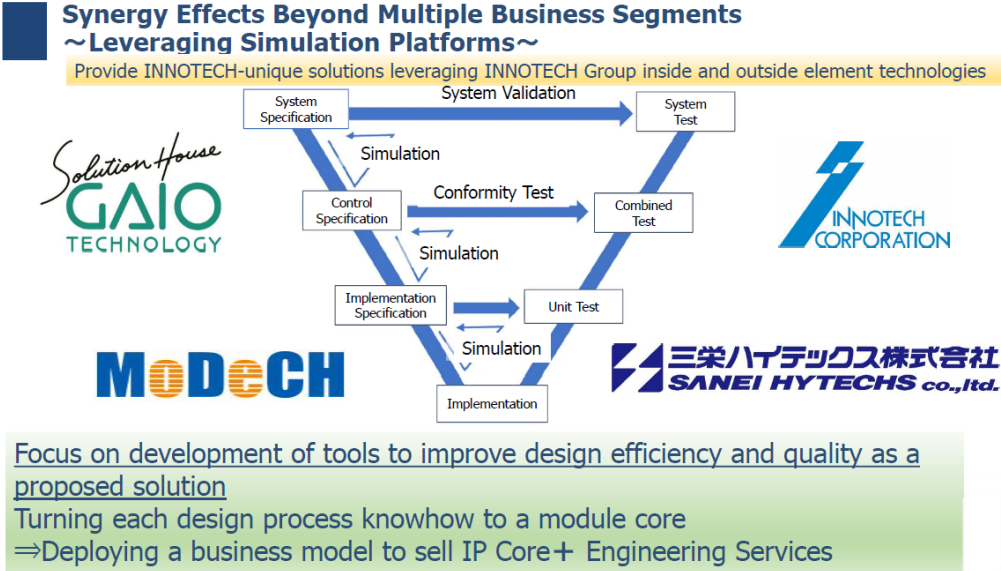 Synergy Effects Beyond Multiple Business Segments
～Leveraging Simulation Platforms～
Provide INNOTECH-unique solutions leveraging INNOTECH Group inside and outside element technologies
System
Specification
System Validation
System
Test
Simulation
Solution House
GAIO
TECHNOLOGY
Control
Specification
Conformity Test
Combined
Test
INNOTECH
CORPORATION
Simulation
Implementation
Specification
Unit Test
Simulation
MoDeCH
三栄ハイテックス株式会社
SANEI HYTECHS co.,ltd.
Implementation
Focus on development of tools to improve design efficiency and quality as a
proposed solution
Turning each design process knowhow to a module core
⇒Deploying a business model to sell IP Core＋ Engineering Services